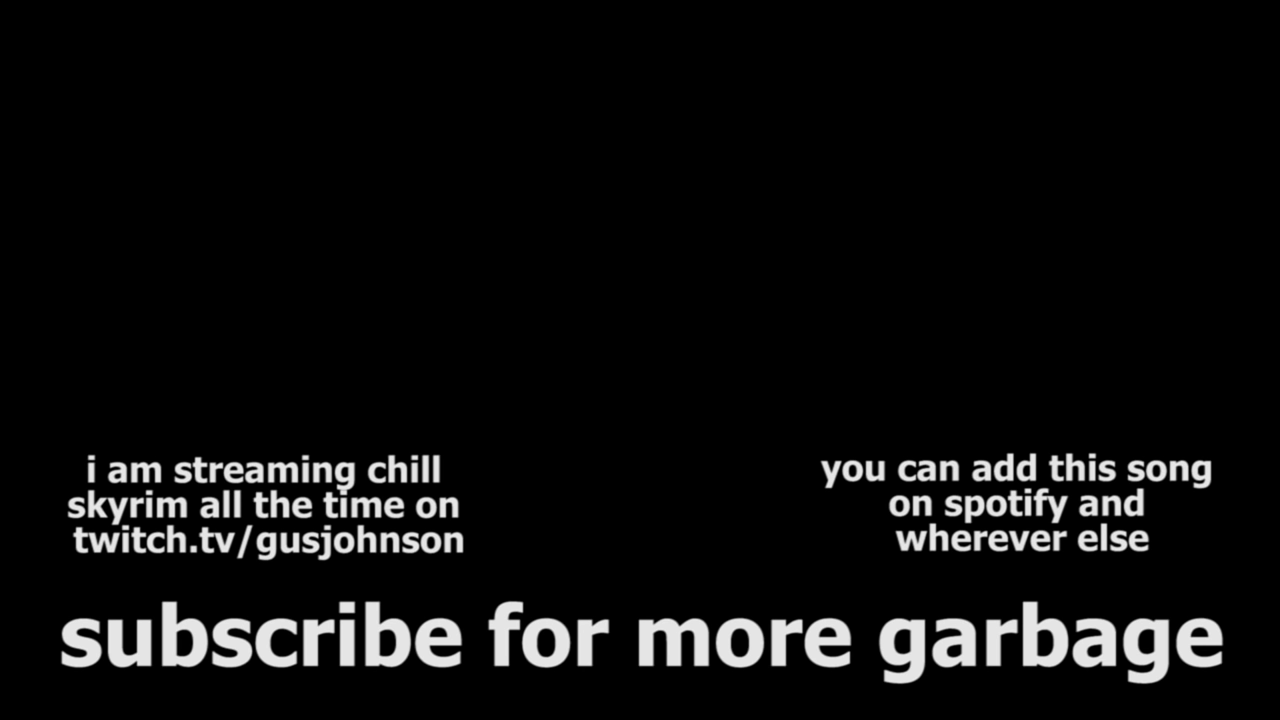 i am streaming chill
skyrim all the time on
twitch.tv/gusjohnson
you can add this song
on spotify and
wherever else
subscribe for more garbage